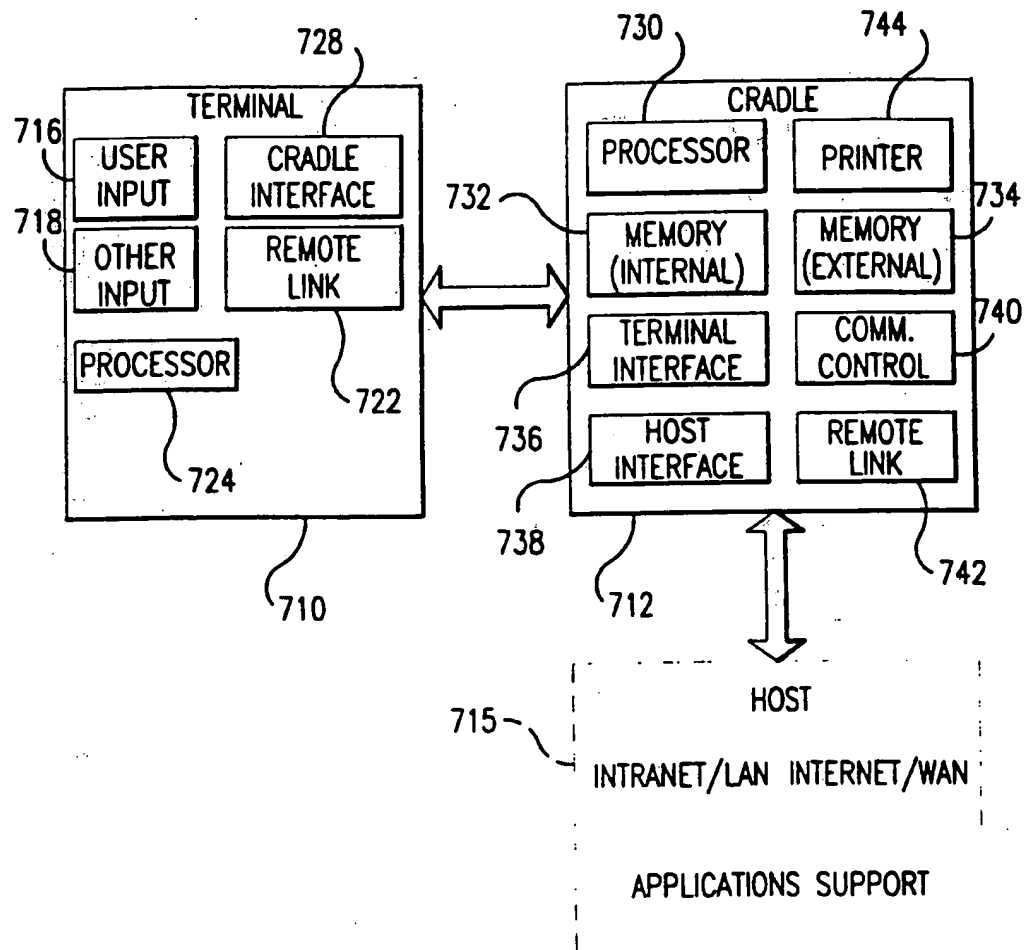 728
730
744
TERMINAL
CRADLE
716
USER
INPUT
CRADLE
INTERFACE
PROCESSOR
PRINTER
718
OTHER
INPUT
REMOTE
LINK
732
MEMORY
(INTERNAL)
MEMORY
(EXTERNAL)
734
PROCESSOR
722
TERMINAL
INTERFACE
COMM.
CONTROL
740
724
736
HOST
INTERFACE
REMOTE
LINK
738
742
710
712
715
HOST
INTRANET/LAN INTERNET/WAN
APPLICATIONS SUPPORT